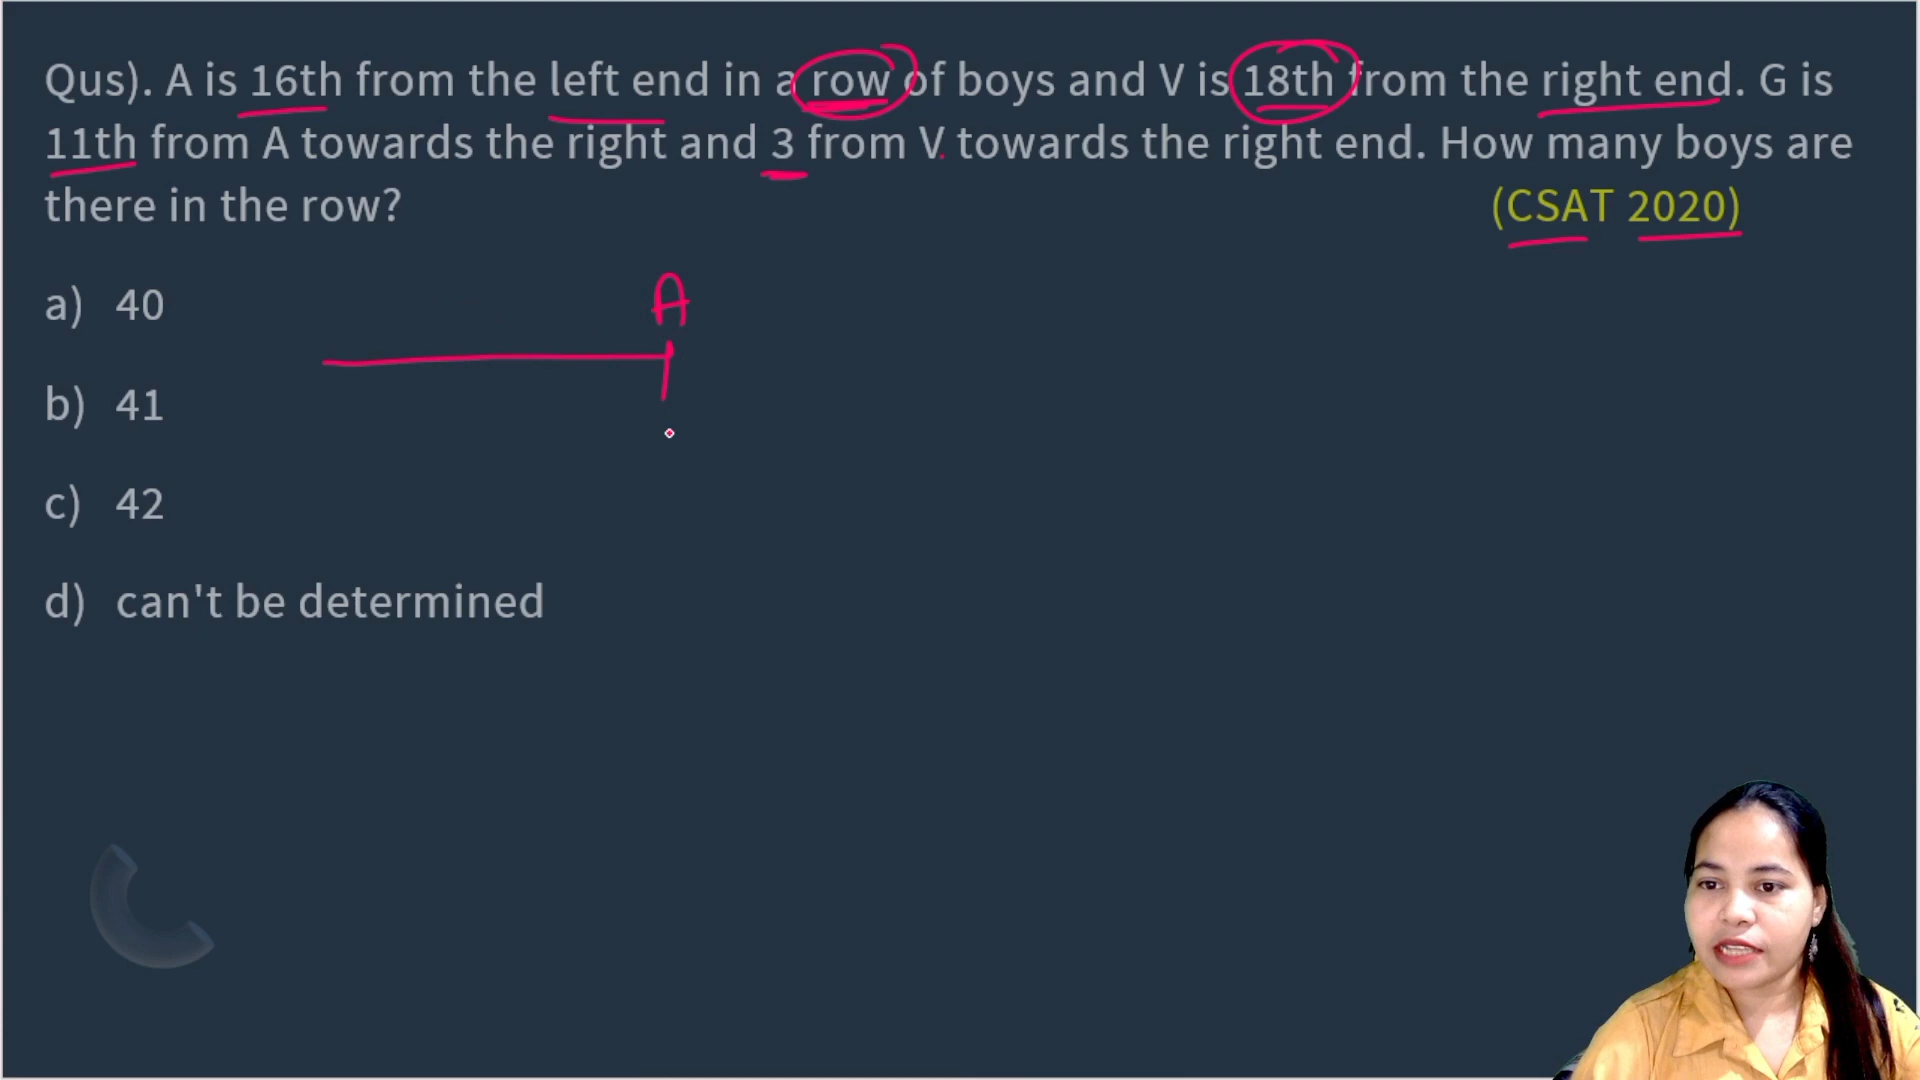 Qus). A is 16th from the left end in a row of boys and V is 18th from the right end. G is
11th from A towards the right and 3 from V towards the right end. How many boys are
there in the row?
(CSAT 2020)
a) 40
A
b) 41
c) 42
d) can't be determined